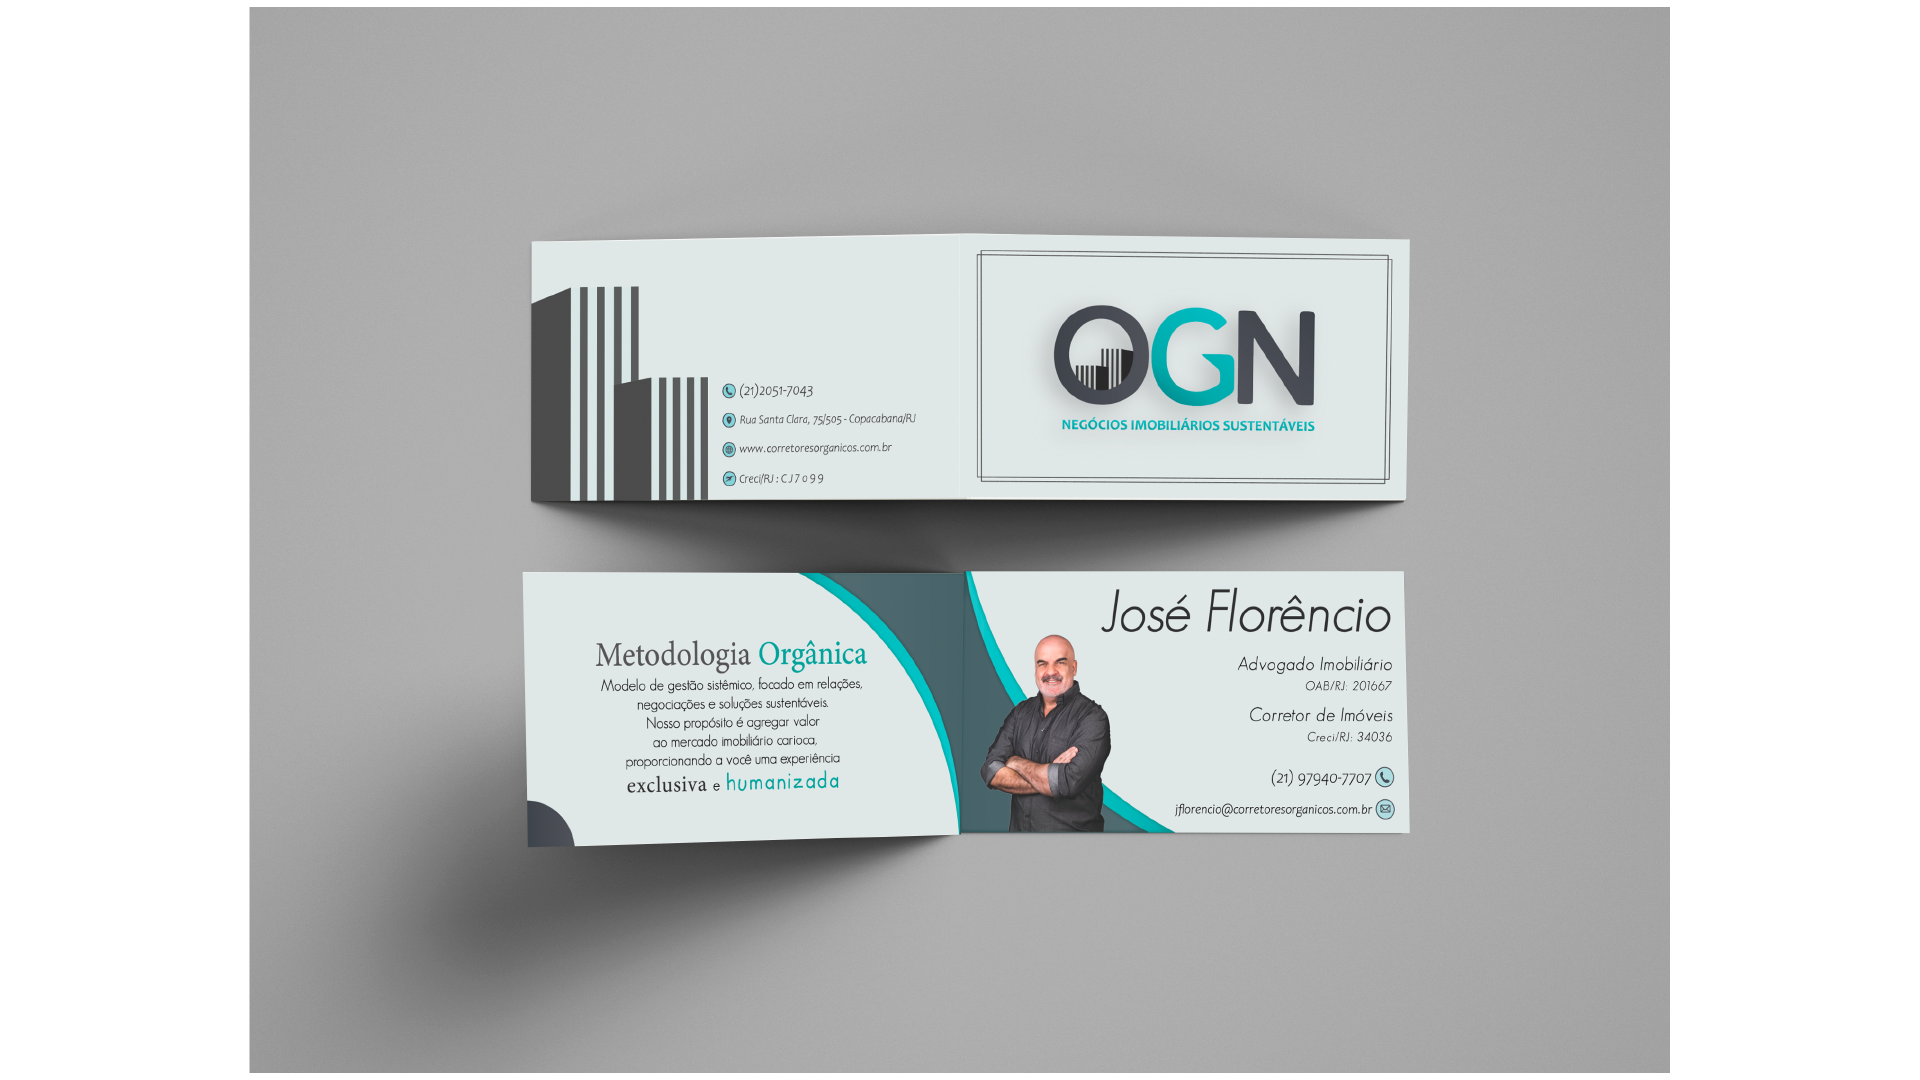 (21)2051-7043
Rua Santa Clara, 75/505 - Copacabana/RJ
www.corretoresorganicos.com.br
Creci/RJ : CJ7099
OGN
NEGÓCIOS IMOBILIÁRIOS SUSTENTÁVEIS
Metodologia Orgânica
Modelo de gestão sistêmico, focado em relações,
negociações e soluções sustentáveis.
Nosso propósito é agregar valor
ao mercado imobiliário carioca,
proporcionando a você uma experiência
exclusiva e humanizada
José Florêncio
Advogado Imobiliário
OAB/RJ: 201667
Corretor de Imóveis
Creci/RJ: 34036
(21) 97940-7707
jflorencio@corretoresorganicos.com.br